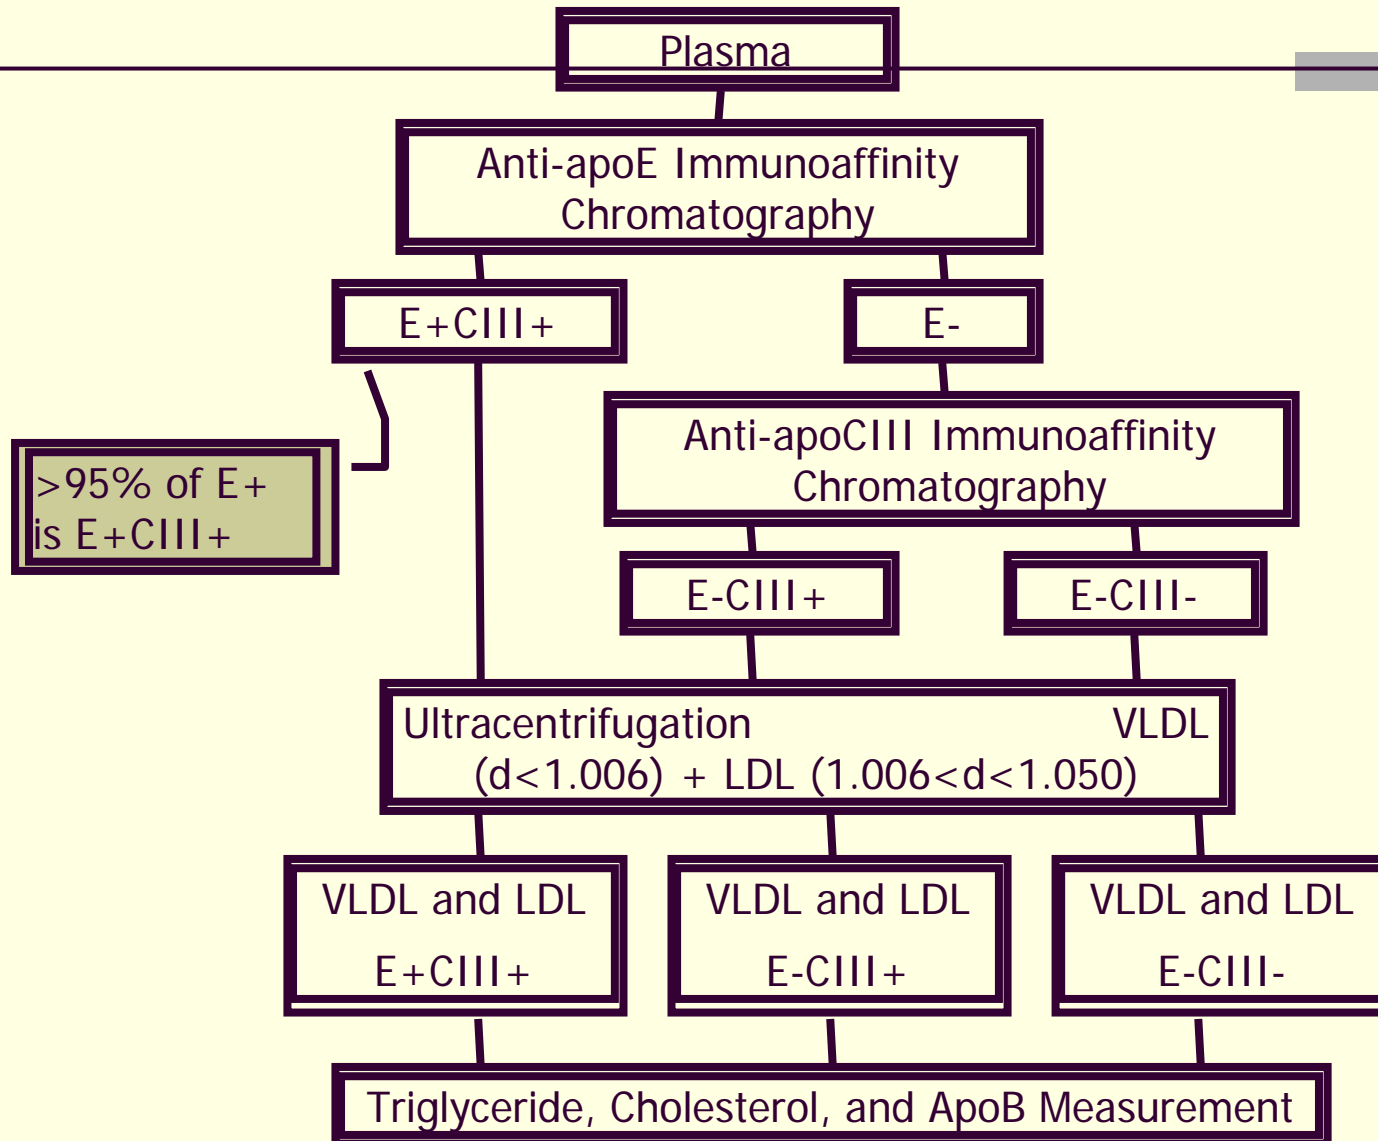 Plasma
Anti-apoE Immunoaffinity
Chromatography
E+CIII+
E-
Anti-apoCIII Immunoaffinity
Chromatography
>95% of E+
is E+CIII+
E-CIII+
E-CIII-
Ultracentrifugation VLDL
(d<1.006) + LDL (1.006<d<1.050)
VLDL and LDL
E+CIII+
VLDL and LDL
E-CIII+
VLDL and LDL
E-CIII-
Triglyceride, Cholesterol, and ApoB Measurement